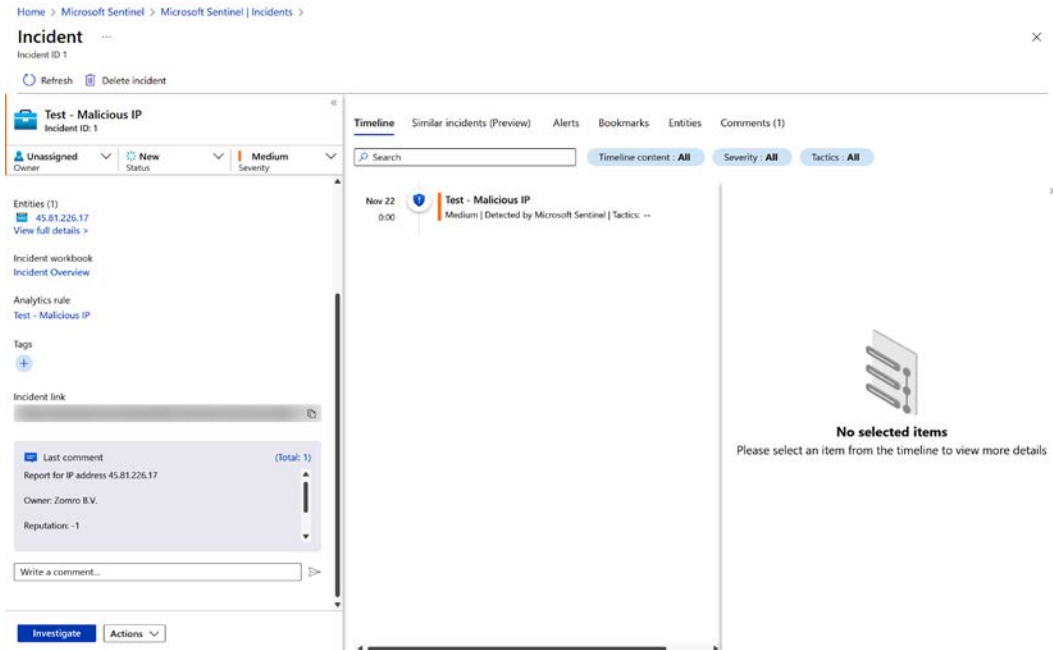 Home > Microsoft Sentinel > Microsoft Sentinel | Incidents >
Incident ...
Incident ID 1
Refresh Delete incident
Test - Malicious IP
Incident ID: 1
Unassigned
Owner
New
Status
Medium
Severity
Entities (1)
45.81.226.17
View full details >
Incident workbook
Incident Overview
Analytics rule
Test - Malicious IP
Tags
Incident link
Last comment (Total: 1)
Report for IP address 45.81.226.17
Owner: Zomro B.V.
Reputation: -1
Write a comment...
Investigate Actions
Timeline Similar incidents (Preview) Alerts Bookmarks Entities Comments (1)
Search Timeline content : All Severity : All Tactics : All
Nov 22 Test - Malicious IP
0:00 Medium | Detected by Microsoft Sentinel | Tactics: --
No selected items
Please select an item from the timeline to view more details